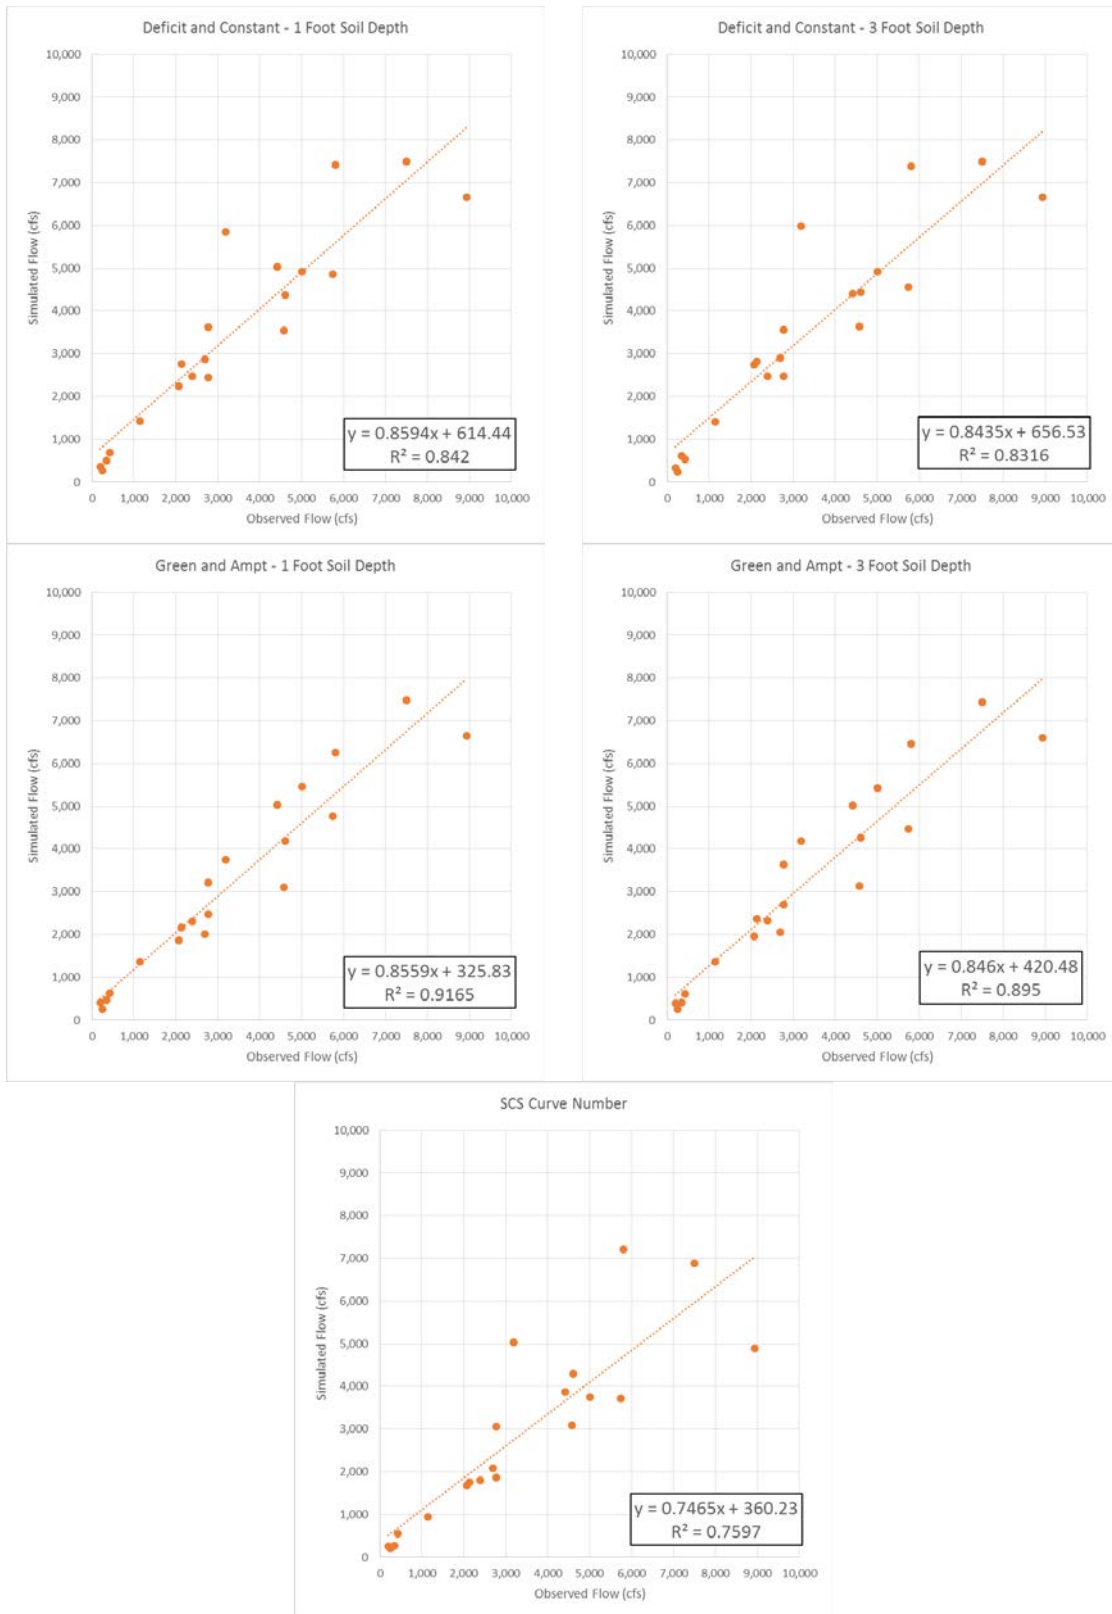 Deficit and Constant - 1 Foot Soil Depth
10,000
9,000
8,000
7,000
6,000
5,000
4,000
3,000
2,000
1,000
0
Simulated Flow (cfs)
y = 0.8594x + 614.44
R² = 0.842
0 1,000 2,000 3,000 4,000 5,000 6,000 7,000 8,000 9,000 10,000
Observed Flow (cfs)
Deficit and Constant - 3 Foot Soil Depth
10,000
9,000
8,000
7,000
6,000
5,000
4,000
3,000
2,000
1,000
0
Simulated Flow (cfs)
y = 0.8435x + 656.53
R² = 0.8316
0 1,000 2,000 3,000 4,000 5,000 6,000 7,000 8,000 9,000 10,000
Observed Flow (cfs)
Green and Ampt - 1 Foot Soil Depth
10,000
9,000
8,000
7,000
6,000
5,000
4,000
3,000
2,000
1,000
0
Simulated Flow (cfs)
y = 0.8559x + 325.83
R² = 0.9165
0 1,000 2,000 3,000 4,000 5,000 6,000 7,000 8,000 9,000 10,000
Observed Flow (cfs)
Green and Ampt - 3 Foot Soil Depth
10,000
9,000
8,000
7,000
6,000
5,000
4,000
3,000
2,000
1,000
0
Simulated Flow (cfs)
y = 0.846x + 420.48
R² = 0.895
0 1,000 2,000 3,000 4,000 5,000 6,000 7,000 8,000 9,000 10,000
Observed Flow (cfs)
SCS Curve Number
10,000
9,000
8,000
7,000
6,000
5,000
4,000
3,000
2,000
1,000
0
Simulated Flow (cfs)
y = 0.7465x + 360.23
R² = 0.7597
0 1,000 2,000 3,000 4,000 5,000 6,000 7,000 8,000 9,000 10,000
Observed Flow (cfs)